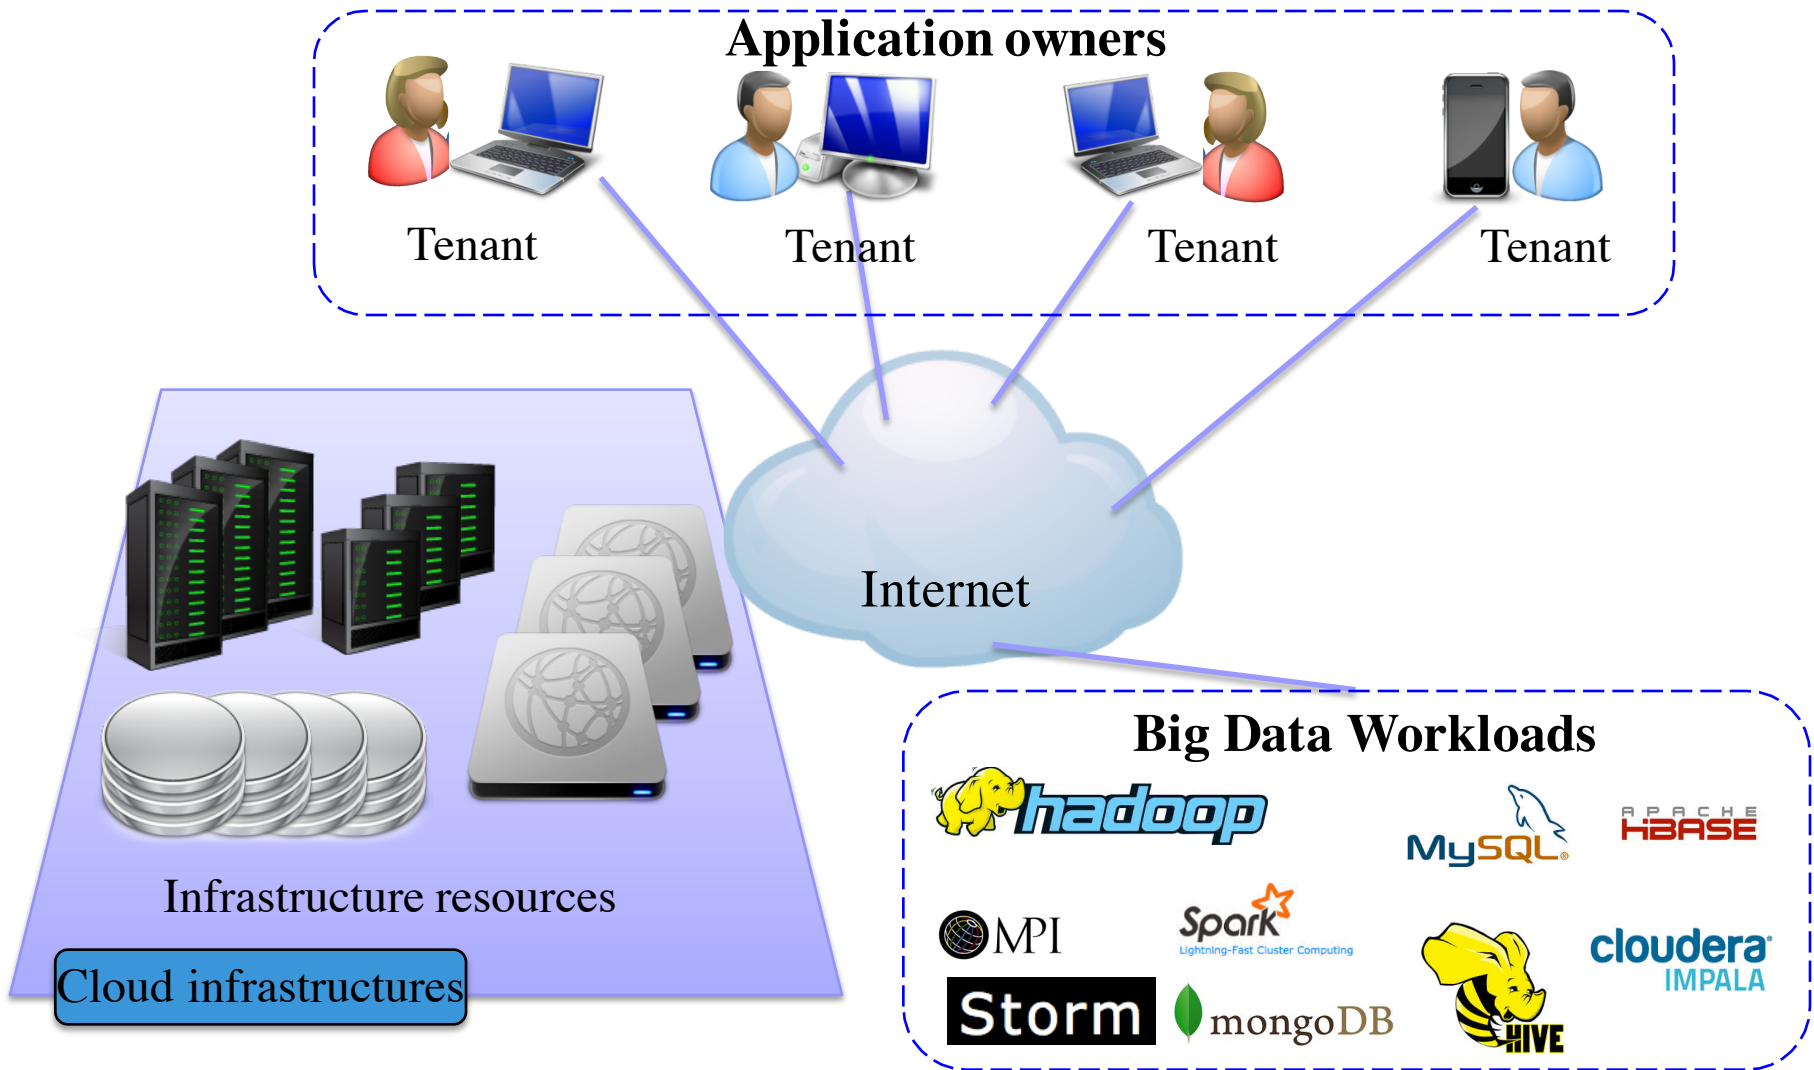 Application owners
Tenant
Tenant
Tenant
Tenant
Internet
Infrastructure resources
Cloud infrastructures
Big Data Workloads
hadoop
MySQL®
APACHE
HBASE
MPI
Spark
Lightning-Fast Cluster Computing
cloudera
IMPALA
Storm
mongoDB
HIVE